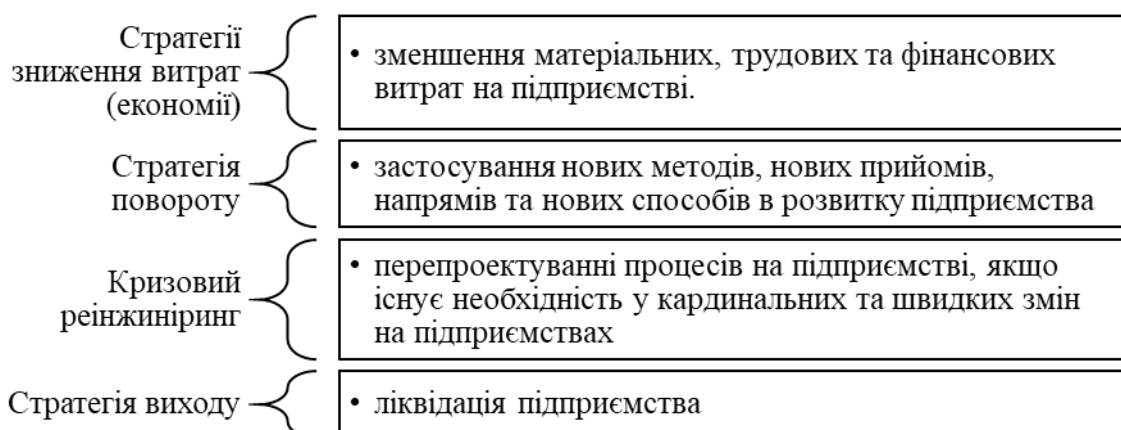 Стратегії
зниження витрат
(економії)
• зменшення матеріальних, трудових та фінансових
витрат на підприємстві.
Стратегія
повороту
• застосування нових методів, нових прийомів,
напрямів та нових способів в розвитку підприємства
Кризовий
реінжиніринг
• перепроектуванні процесів на підприємстві, якщо
існує необхідність у кардинальних та швидких змін
на підприємствах
Стратегія виходу
• ліквідація підприємства